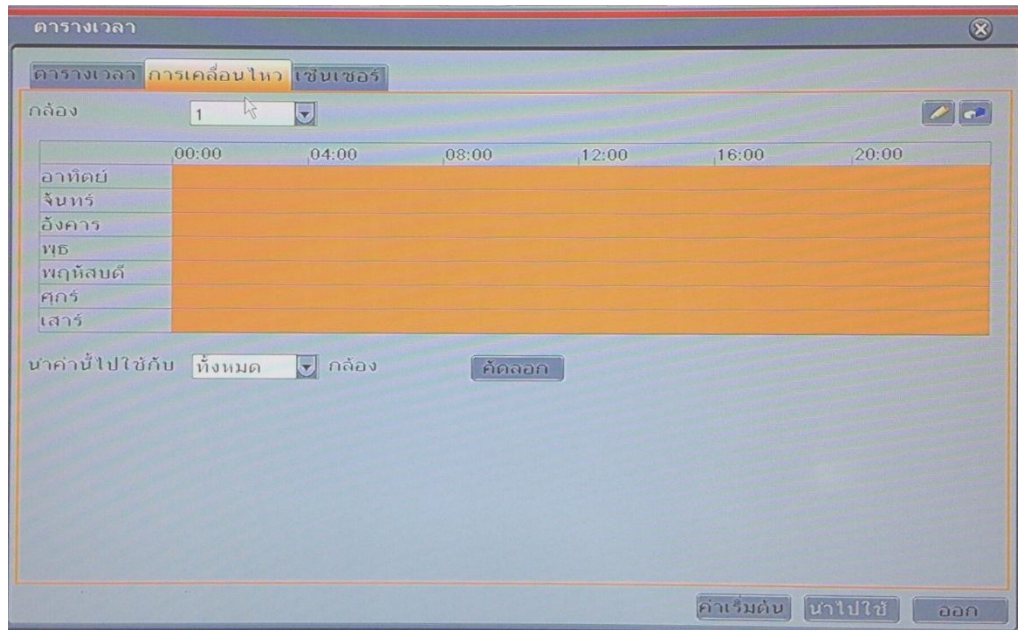 ตารางเวลา
ตารางเวลา การเคลื่อนไหว เซ็นเซอร์
กล้อง 1
00:00 04:00 08:00 12:00 16:00 20:00
อาทิตย์
จันทร์
อังคาร
พุธ
พฤหัสบดี
ศุกร์
เสาร์
นำค่านี้ไปใช้กับ ทั้งหมด กล้อง คัดลอก
ค่าเริ่มต้น นำไปใช้ ออก